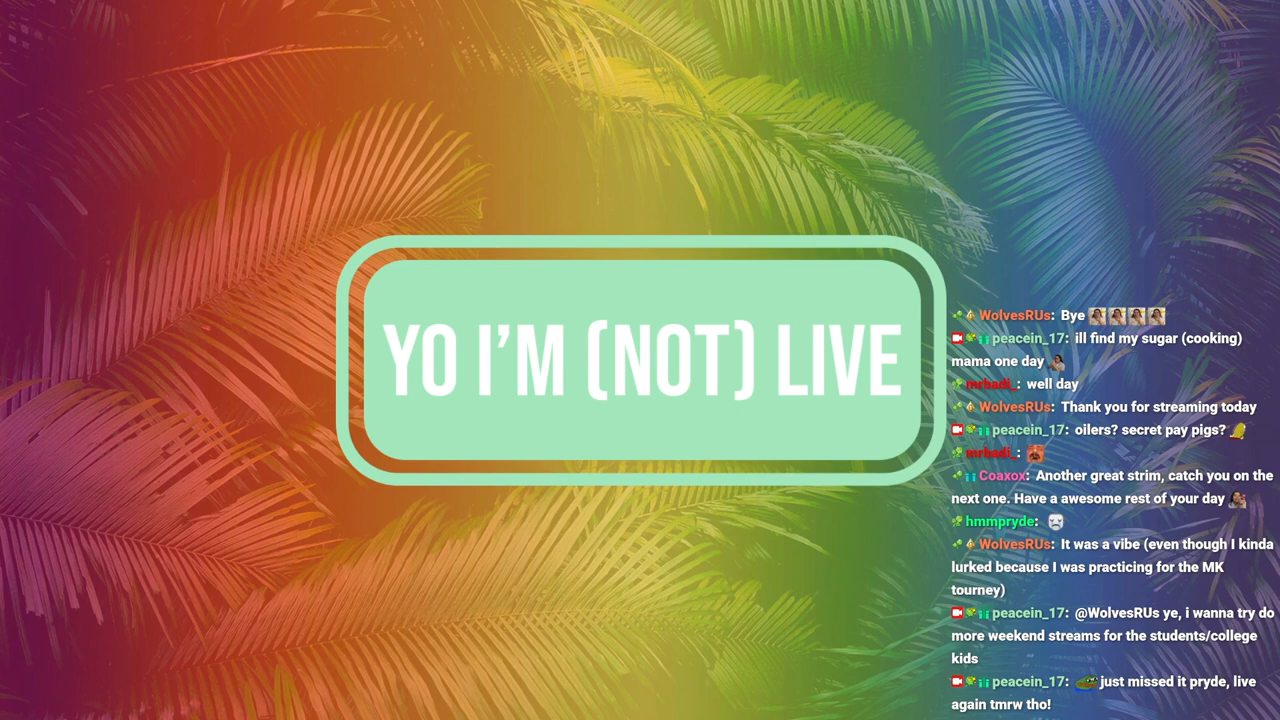 YO I'M (NOT) LIVE
WolvesRUs: Bye
peacein_17: ill find my sugar (cooking)
mama one day
mrbadi_: well day
WolvesRUs: Thank you for streaming today
peacein_17: oilers? secret pay pigs?
mrbadi_:
Coaxox: Another great strim, catch you on the
next one. Have a awesome rest of your day
hmmpryde:
WolvesRUs: It was a vibe (even though I kinda
lurked because I was practicing for the MK
tourney)
peacein_17: @WolvesRUs ye, i wanna try do
more weekend streams for the students/college
kids
peacein_17: just missed it pryde, live
again tmrw tho!